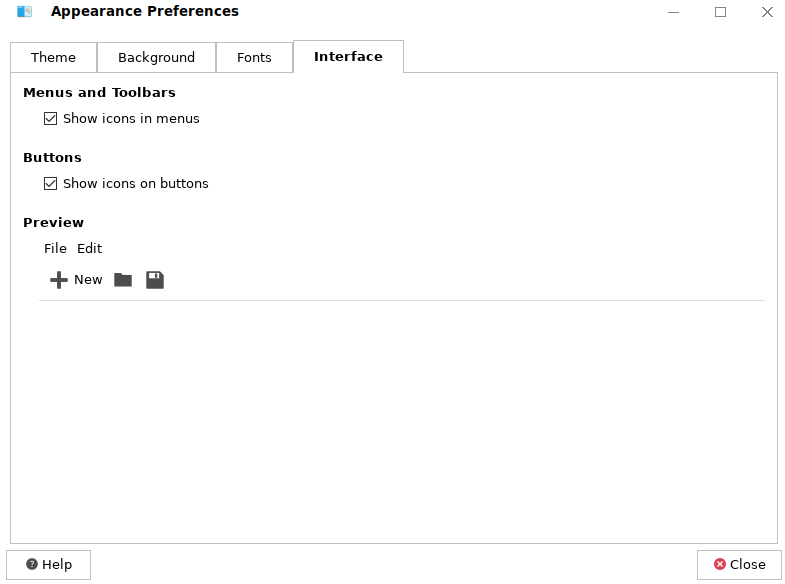 Appearance Preferences
Theme Background Fonts Interface
Menus and Toolbars
Show icons in menus
Buttons
Show icons on buttons
Preview
File Edit
New
Help Close